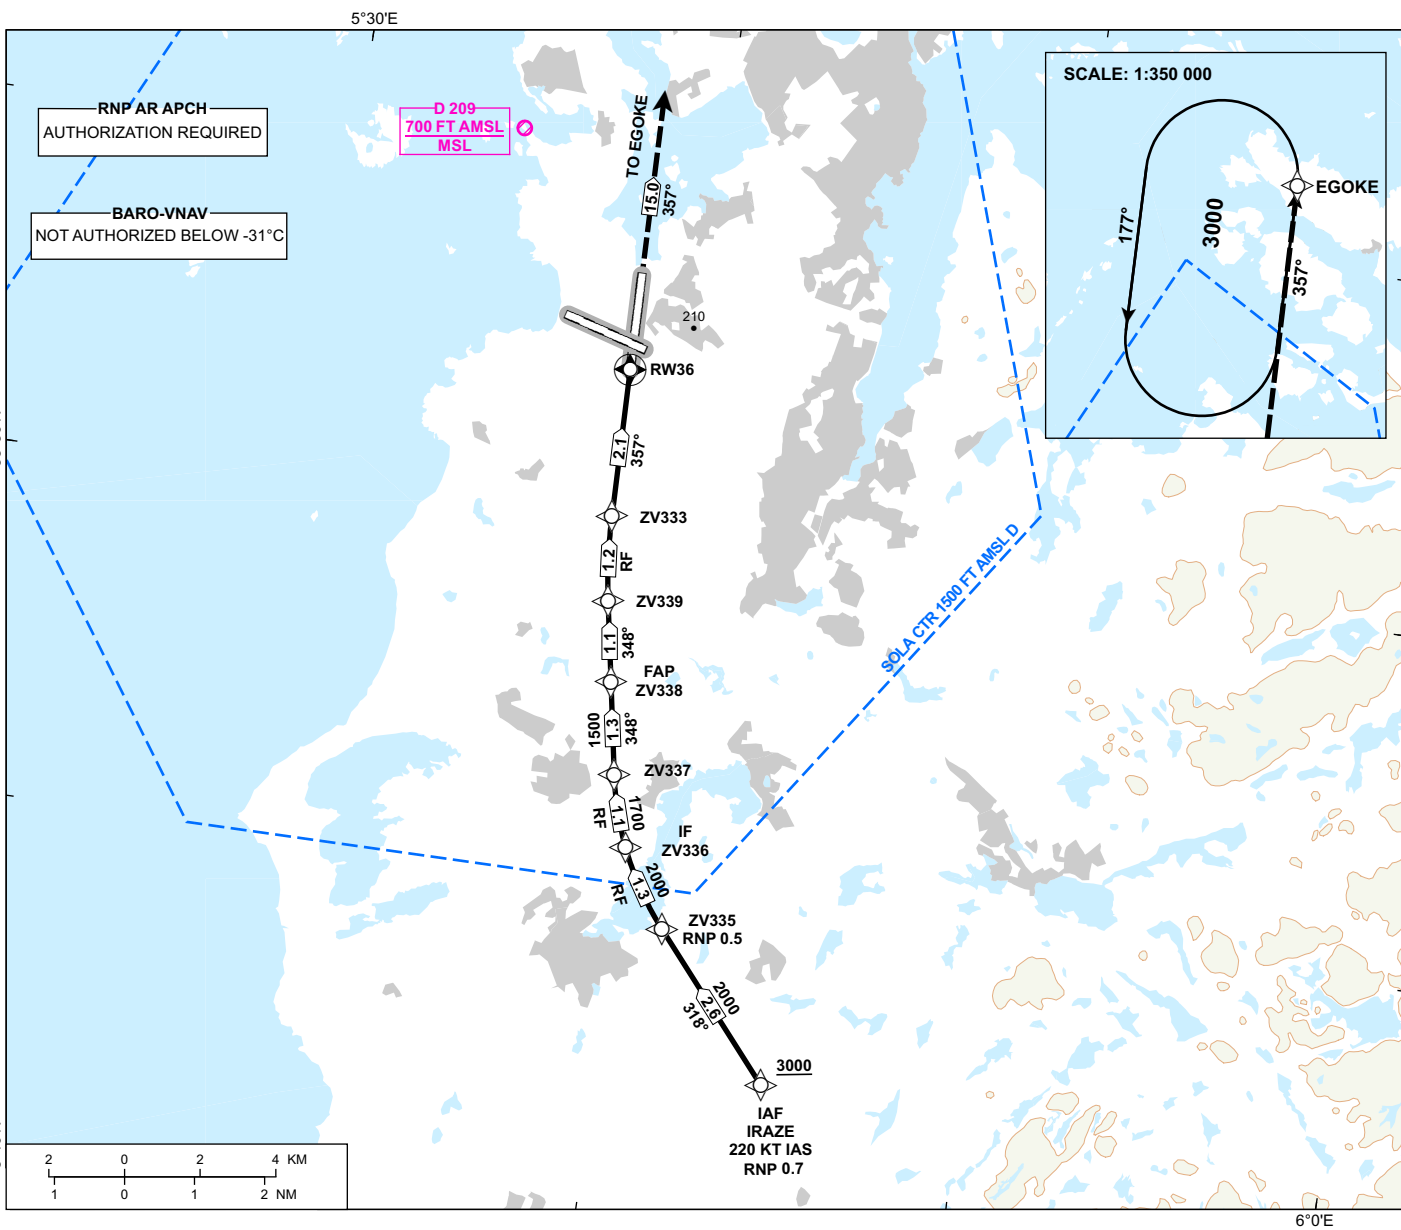 5°30'E
RNP AR APCH
AUTHORIZATION REQUIRED
BARO-VNAV
NOT AUTHORIZED BELOW -31°C
D 209
700 FT AMSL
MSL
TO EGOKE
15.0
357°
SCALE: 1:350 000
EGOKE
177°
3000
357°
210
RW36
2.1
357°
ZV333
1.2
RF
ZV339
1.1
348°
FAP
ZV338
1500
1.3
348°
ZV337
1700
1.1
RF
IF
ZV336
2000
1.3
RF
ZV335
RNP 0.5
2000
2.6
318°
3000
IAF
IRAZE
220 KT IAS
RNP 0.7
SOLA CTR 1500 FT AMSL D
2 0 2 4 KM
1 0 1 2 NM
6°0'E